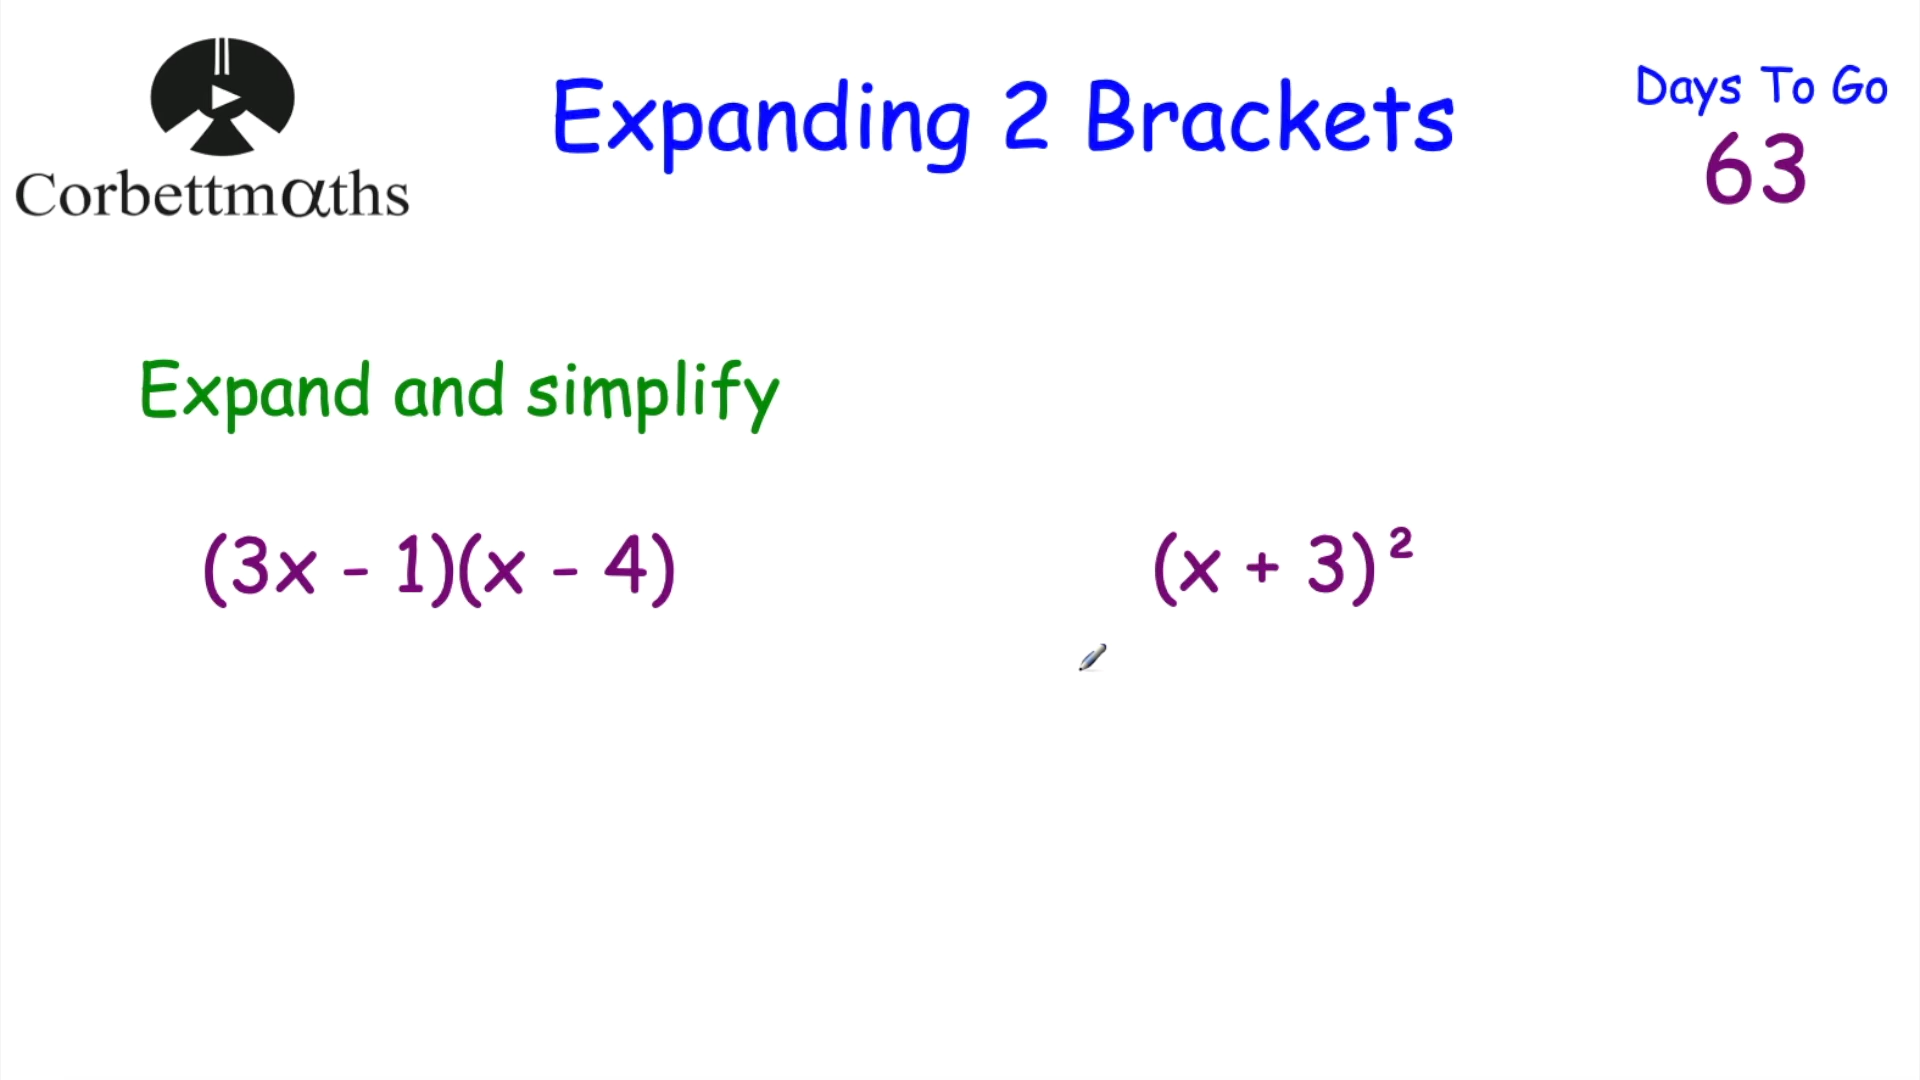 Corbettmαths
Expanding 2 Brackets
Days To Go
63
Expand and simplify
(3x - 1)(x - 4)
(x + 3)²